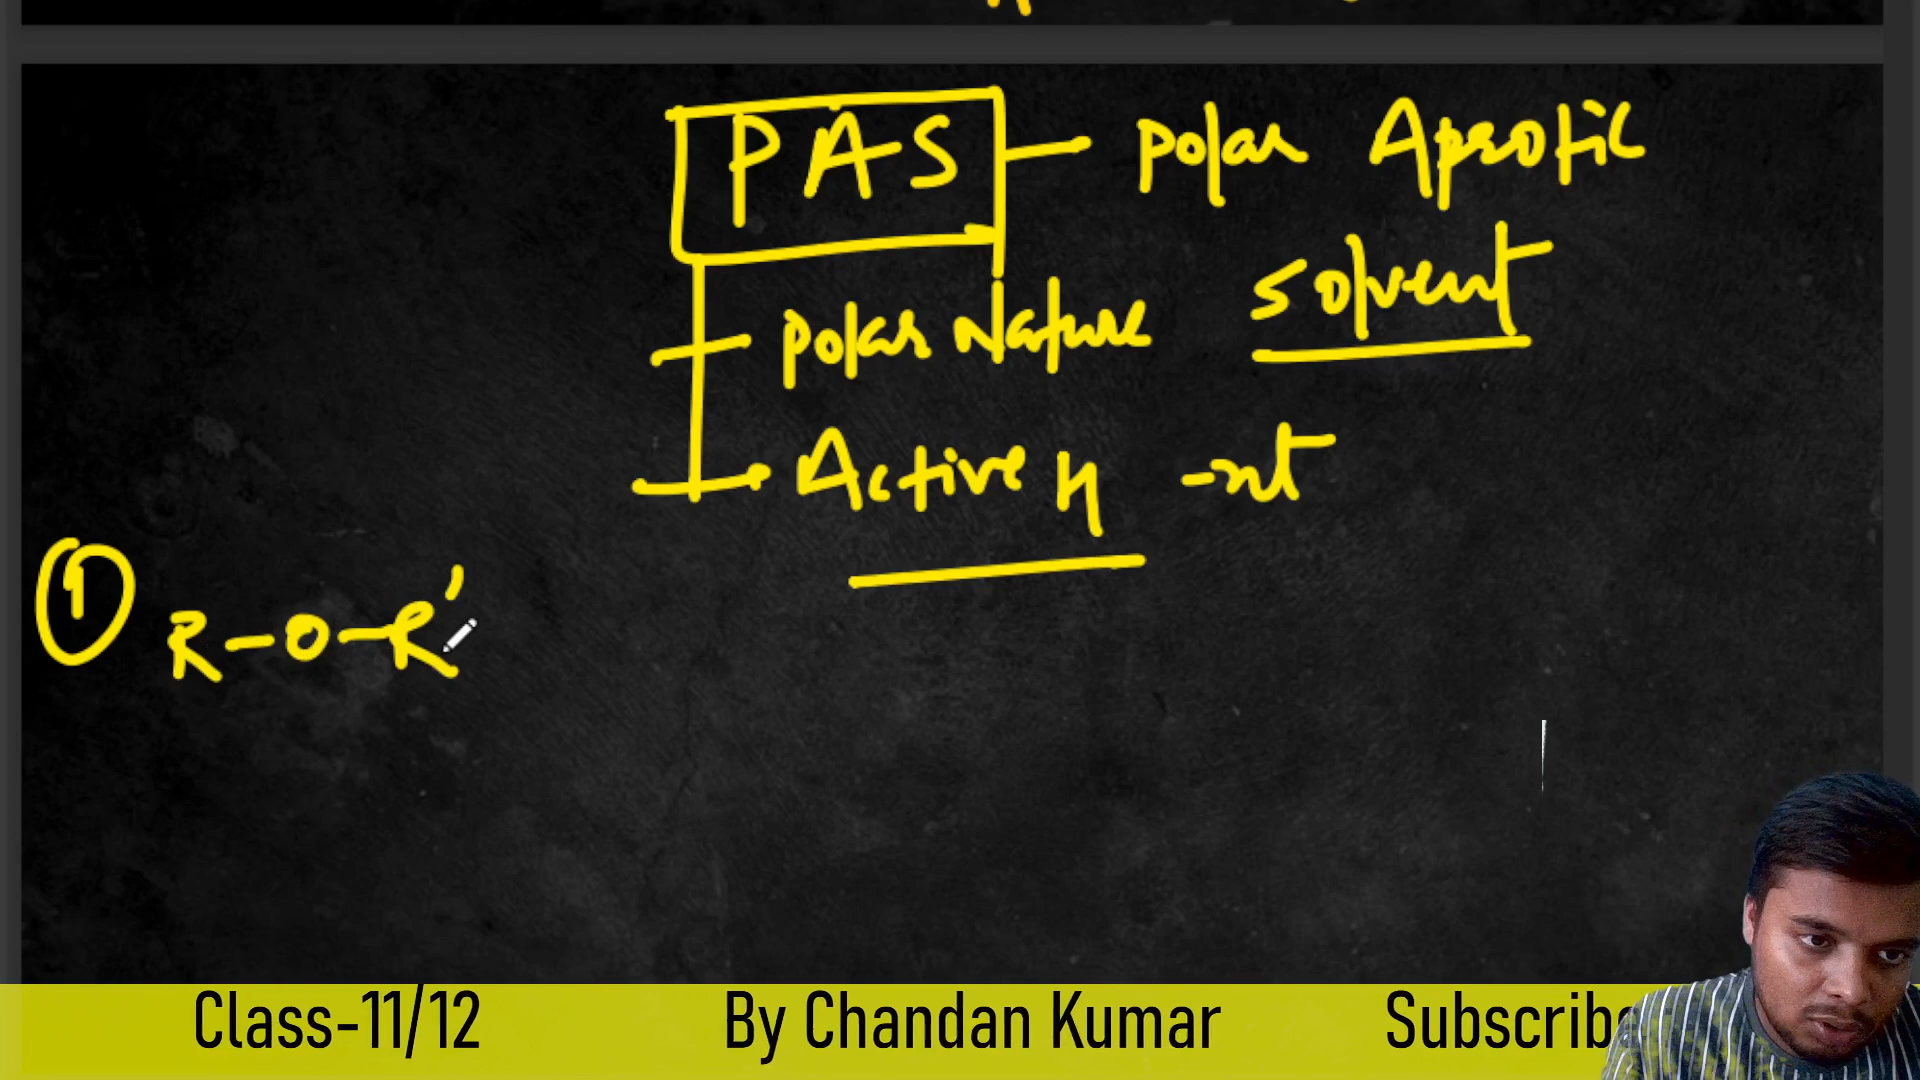 PAS - polar Aprotic
solvent
polar Nature
Active H -nt
① R-O-R'
Class-11/12 By Chandan Kumar Subscribe